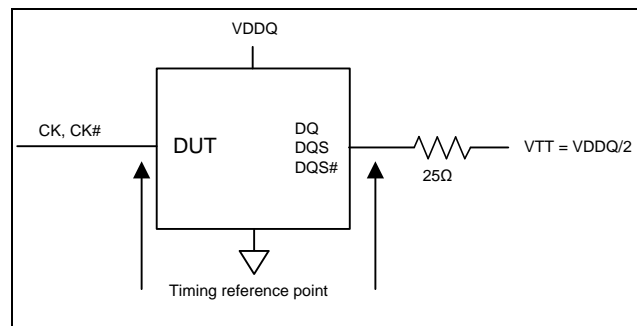 VDDQ
CK, CK#
DUT
DQ
DQS
DQS#
25Ω
VTT = VDDQ/2
Timing reference point